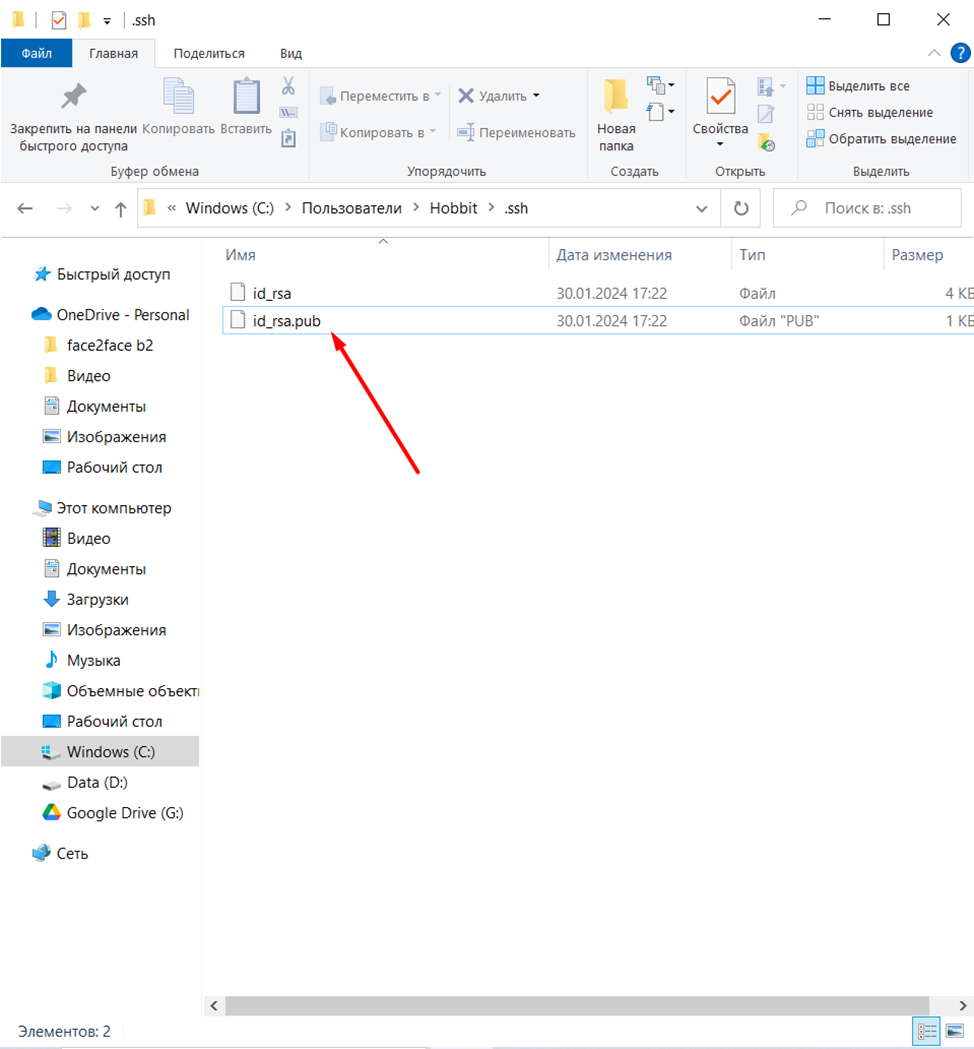 .ssh
Файл Главная Поделиться Вид
Закрепить на панели
быстрого доступа
Копировать
Вставить
Переместить в
Копировать в
Удалить
Переименовать
Новая
папка
Свойства
Выделить все
Снять выделение
Обратить выделение
Буфер обмена Упорядочить Создать Открыть Выделить
« Windows (C:) > Пользователи > Hobbit > .ssh
Поиск в: .ssh
Имя Дата изменения Тип Размер
id_rsa 30.01.2024 17:22 Файл 4 КБ
id_rsa.pub 30.01.2024 17:22 Файл "PUB" 1 КБ
Быстрый доступ
OneDrive - Personal
face2face b2
Видео
Документы
Изображения
Рабочий стол
Этот компьютер
Видео
Документы
Загрузки
Изображения
Музыка
Объемные объект
Рабочий стол
Windows (C:)
Data (D:)
Google Drive (G:)
Сеть
Элементов: 2